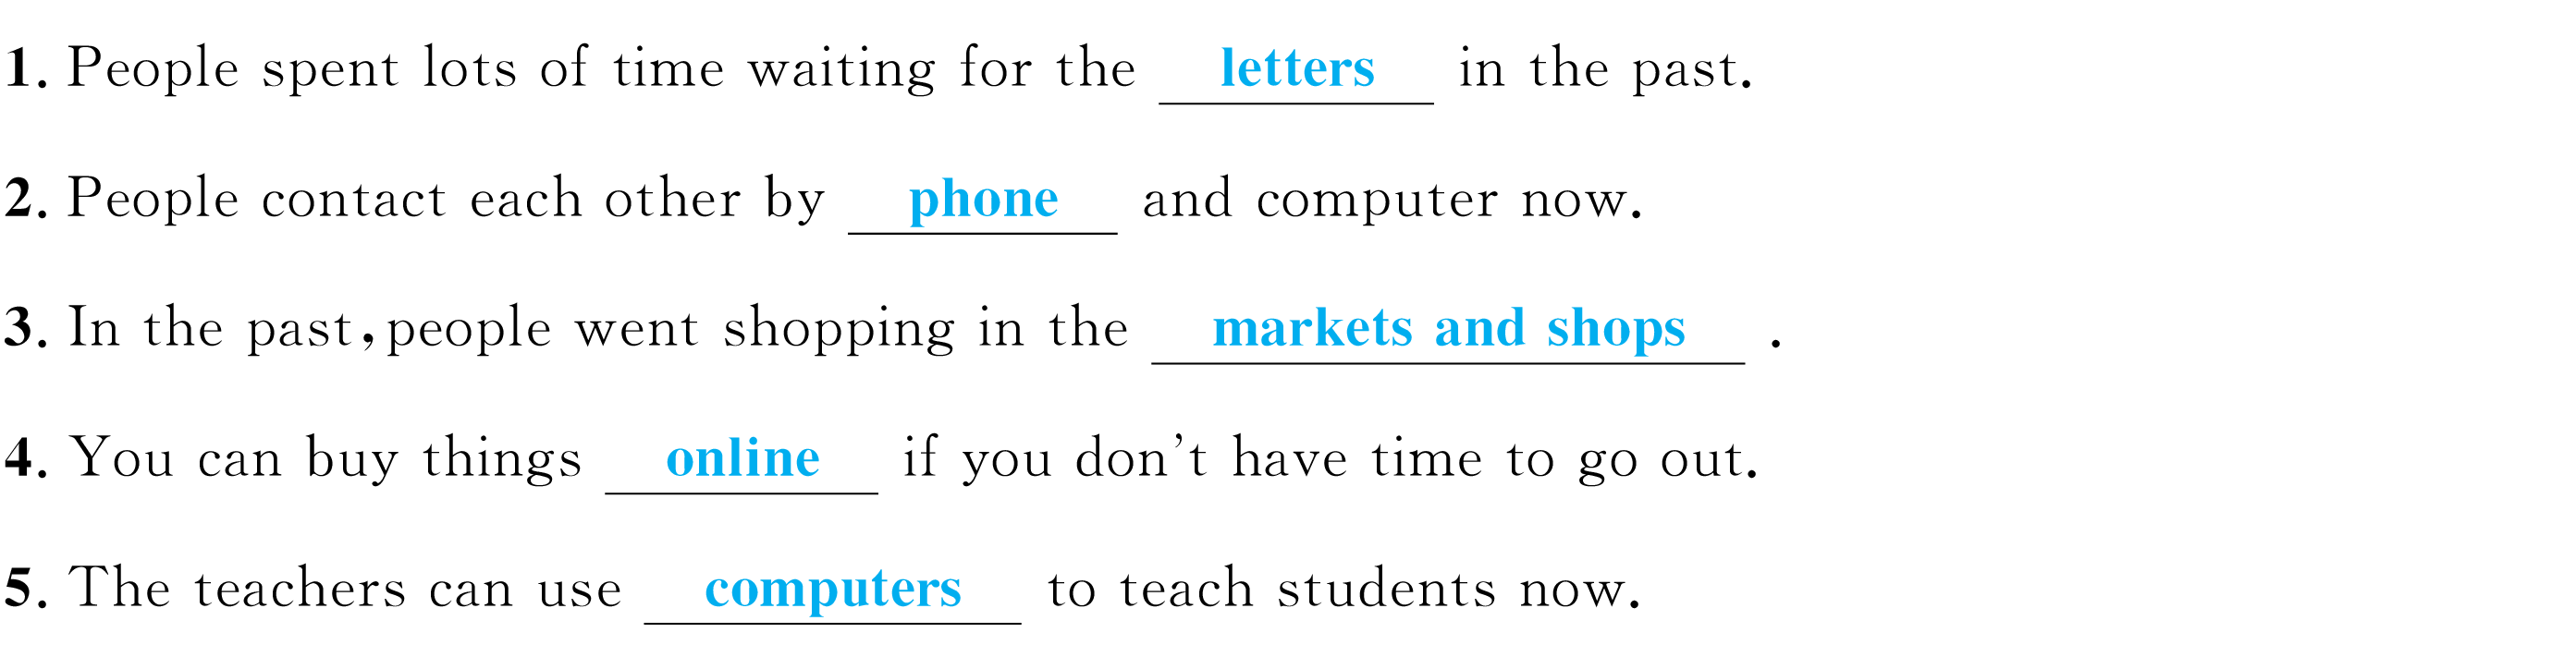 1. People spent lots of time waiting for the letters in the past.
2. People contact each other by phone and computer now.
3. In the past, people went shopping in the markets and shops .
4. You can buy things online if you don't have time to go out.
5. The teachers can use computers to teach students now.